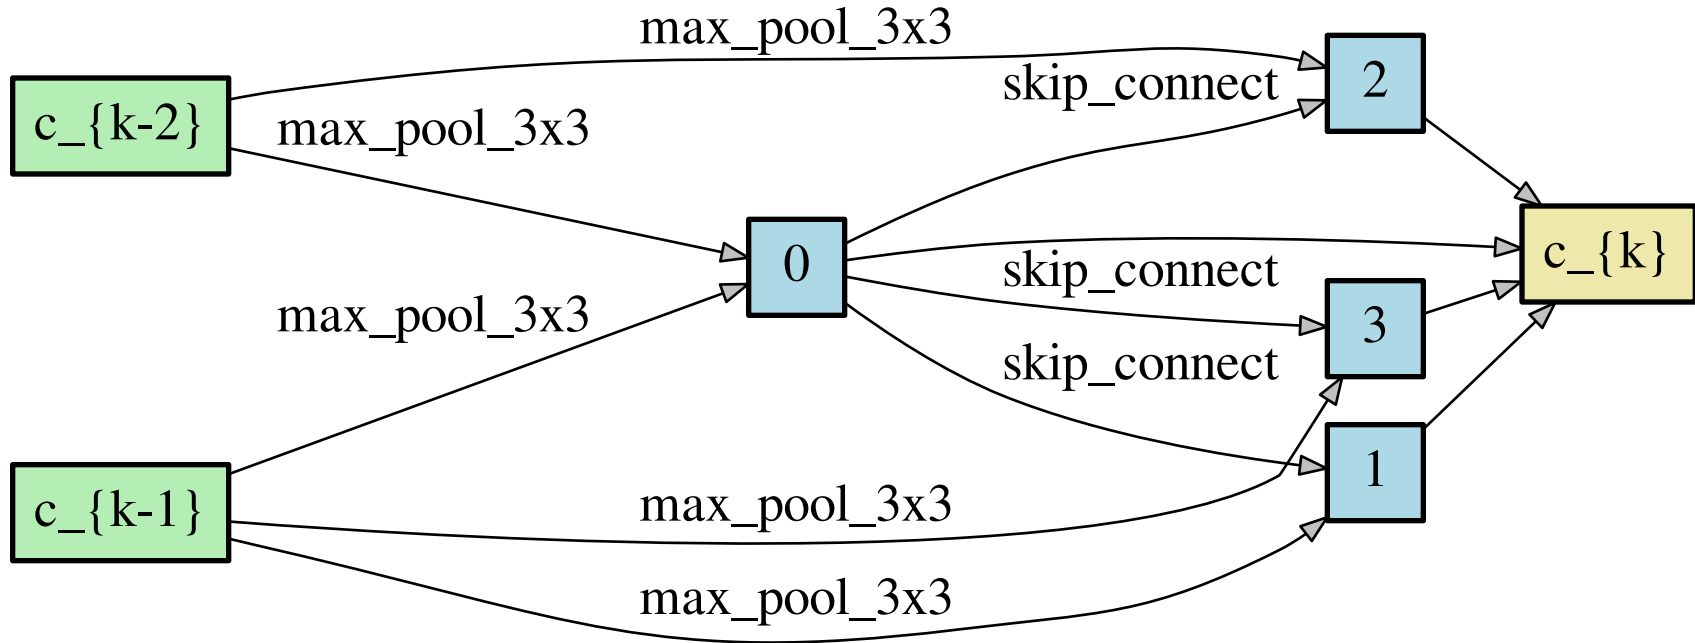 max_pool_3x3
skip_connect
2
c_{k-2}
max_pool_3x3
0
c_{k}
skip_connect
max_pool_3x3
3
skip_connect
1
c_{k-1}
max_pool_3x3
max_pool_3x3